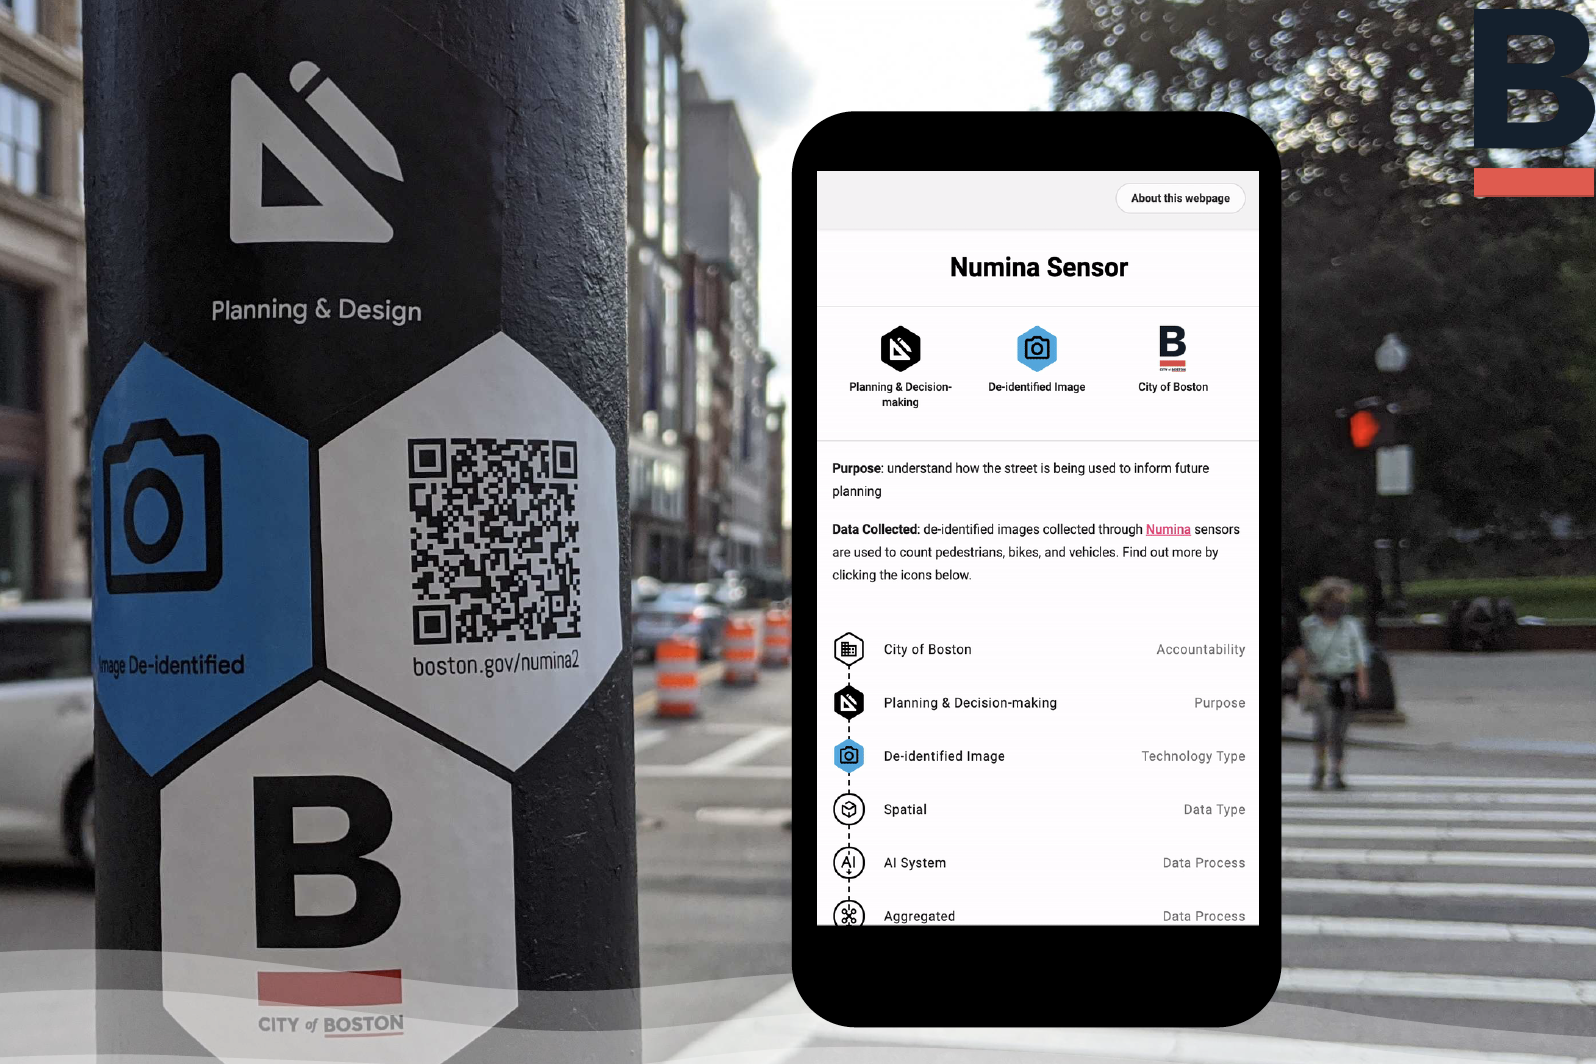 Planning & Design
Image De-identified
boston.gov/numina2
B
CITY of BOSTON
About this webpage
Numina Sensor
B
CITY of BOSTON
Planning & Decision-
making
De-identified Image
City of Boston
Purpose: understand how the street is being used to inform future
planning
Data Collected: de-identified images collected through Numina sensors
are used to count pedestrians, bikes, and vehicles. Find out more by
clicking the icons below.
City of Boston Accountability
Planning & Decision-making Purpose
De-identified Image Technology Type
Spatial Data Type
AI
AI System Data Process
Aggregated Data Process
B